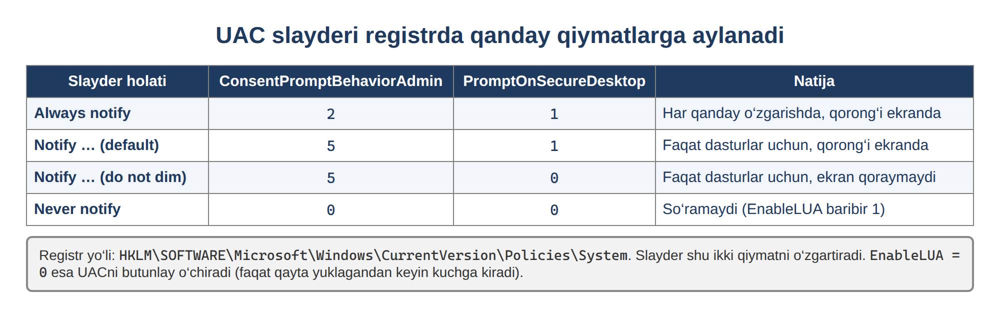 UAC slayderi registrda qanday qiymatlarga aylanadi
Slayder holati ConsentPromptBehaviorAdmin PromptOnSecureDesktop Natija
Always notify 2 1 Har qanday o‘zgarishda, qorong‘i ekranda
Notify … (default) 5 1 Faqat dasturlar uchun, qorong‘i ekranda
Notify … (do not dim) 5 0 Faqat dasturlar uchun, ekran qoraymaydi
Never notify 0 0 So‘ramaydi (EnableLUA baribir 1)
Registr yo‘li: HKLM\SOFTWARE\Microsoft\Windows\CurrentVersion\Policies\System. Slayder shu ikki qiymatni o‘zgartiradi. EnableLUA =
0 esa UACni butunlay o‘chiradi (faqat qayta yuklagandan keyin kuchga kiradi).